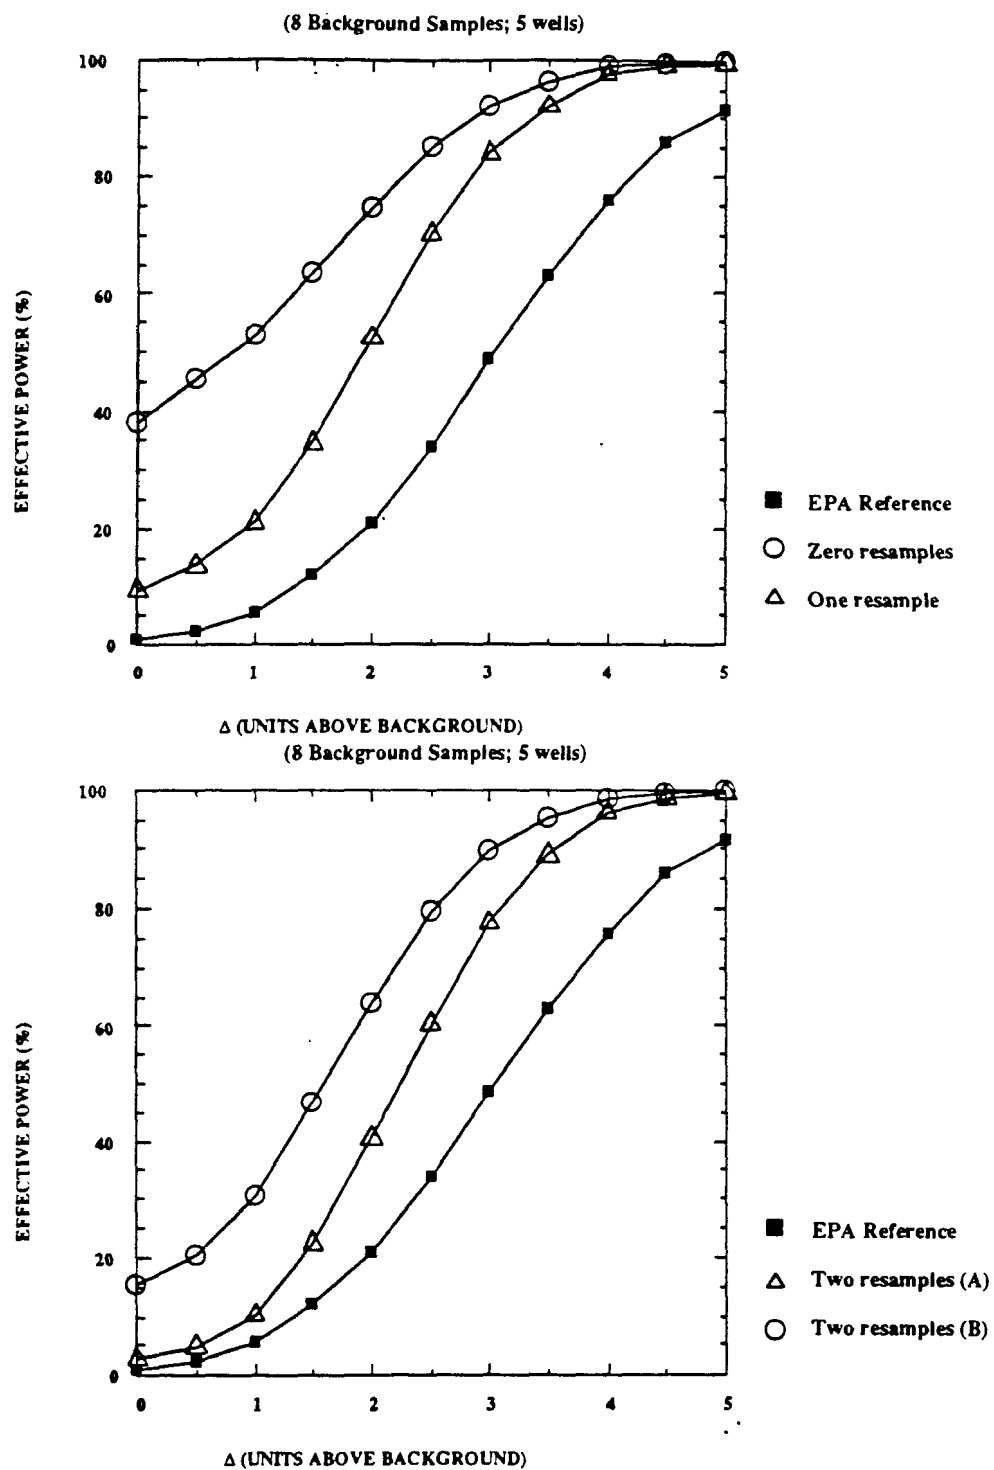 (8 Background Samples; 5 wells)
100
80
60
40
20
0
EFFECTIVE POWER (%)
0 1 2 3 4 5
Δ (UNITS ABOVE BACKGROUND)
EPA Reference
Zero resamples
One resample
(8 Background Samples; 5 wells)
100
80
60
40
20
0
EFFECTIVE POWER (%)
0 1 2 3 4 5
Δ (UNITS ABOVE BACKGROUND)
EPA Reference
Two resamples (A)
Two resamples (B)